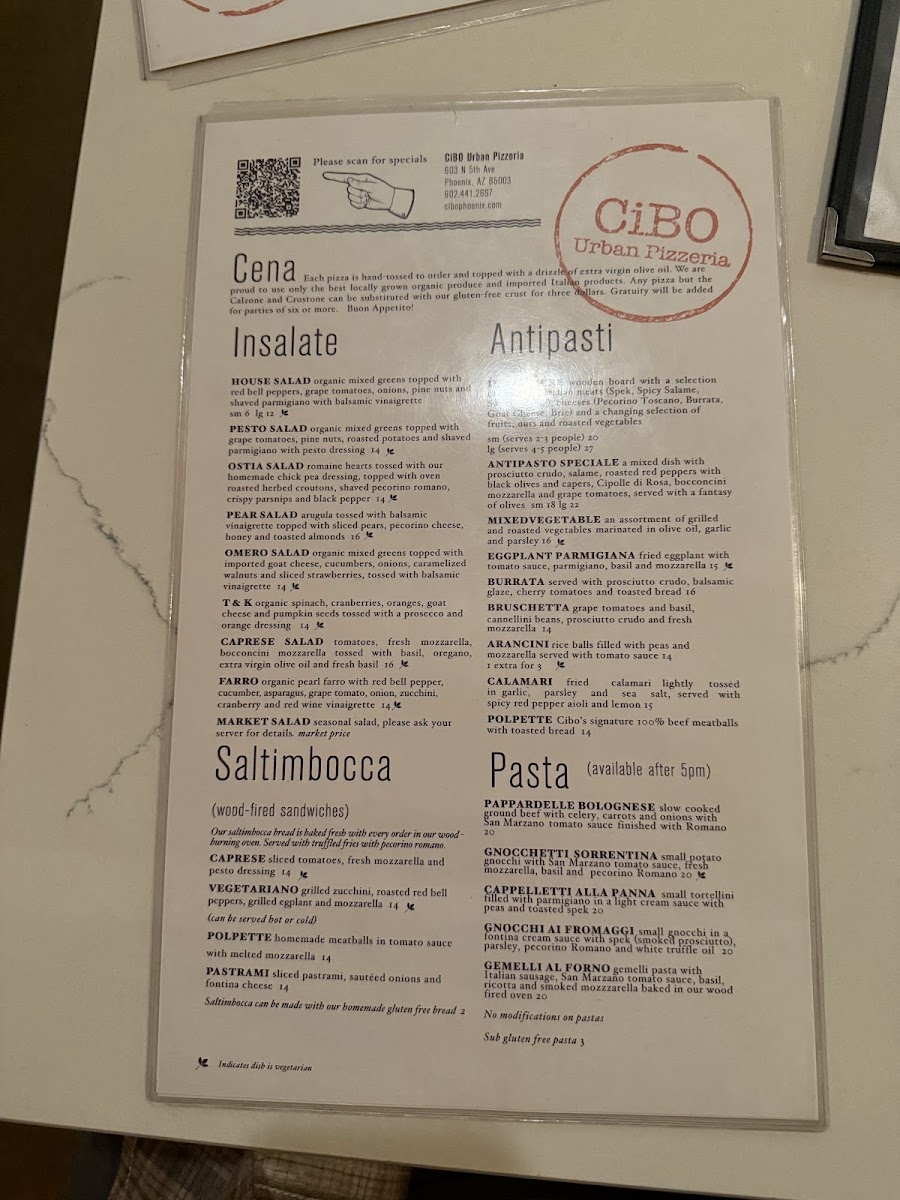 Please scan for specials
CiBO Urban Pizzeria
603 N 5th Ave
Phoenix, AZ 85003
602.441.2697
cibophoenix.com
CiBO
Urban Pizzeria
Cena Each pizza is hand-tossed to order and topped with a drizzle of extra virgin olive oil. We are
proud to use only the best locally grown organic produce and imported Italian products. Any pizza but the
Calzone and Crostone can be substituted with our gluten-free crust for three dollars. Gratuity will be added
for parties of six or more. Buon Appetito!
Insalate
HOUSE SALAD organic mixed greens topped with
red bell peppers, grape tomatoes, onions, pine nuts and
shaved parmigiano with balsamic vinaigrette
sm 6 lg 12
PESTO SALAD organic mixed greens topped with
grape tomatoes, pine nuts, roasted potatoes and shaved
parmigiano with pesto dressing 14
OSTIA SALAD romaine hearts tossed with our
homemade chick pea dressing, topped with oven
roasted herbed croutons, shaved pecorino romano,
crispy parsnips and black pepper 14
PEAR SALAD arugula tossed with balsamic
vinaigrette topped with sliced pears, pecorino cheese,
honey and toasted almonds 16
OMERO SALAD organic mixed greens topped with
imported goat cheese, cucumbers, onions, caramelized
walnuts and sliced strawberries, tossed with balsamic
vinaigrette 14
T & K organic spinach, cranberries, oranges, goat
cheese and pumpkin seeds tossed with a prosecco and
orange dressing 14
CAPRESE SALAD tomatoes, fresh mozzarella,
bocconcini mozzarella tossed with basil, oregano,
extra virgin olive oil and fresh basil 16
FARRO organic pearl farro with red bell pepper,
cucumber, asparagus, grape tomato, onion, zucchini,
cranberry and red wine vinaigrette 14
MARKET SALAD seasonal salad, please ask your
server for details. market price
Antipasti
wooden board with a selection
meats (Spek, Spicy Salame,
cheeses (Pecorino Toscano, Burrata,
Goat Cheese, Brie) and a changing selection of
fruits, nuts and roasted vegetables
sm (serves 2-3 people) 20
lg (serves 4-5 people) 27
ANTIPASTO SPECIALE a mixed dish with
prosciutto crudo, salame, roasted red peppers with
black olives and capers, Cipolle di Rosa, bocconcini
mozzarella and grape tomatoes, served with a fantasy
of olives sm 18 lg 22
MIXEDVEGETABLE an assortment of grilled
and roasted vegetables marinated in olive oil, garlic
and parsley 16
EGGPLANT PARMIGIANA fried eggplant with
tomato sauce, parmigiano, basil and mozzarella 15
BURRATA served with prosciutto crudo, balsamic
glaze, cherry tomatoes and toasted bread 16
BRUSCHETTA grape tomatoes and basil,
cannellini beans, prosciutto crudo and fresh
mozzarella 14
ARANCINI rice balls filled with peas and
mozzarella served with tomato sauce 14
1 extra for 3
CALAMARI fried calamari lightly tossed
in garlic, parsley and sea salt, served with
spicy red pepper aioli and lemon 15
POLPETTE Cibo's signature 100% beef meatballs
with toasted bread 14
Saltimbocca
(wood-fired sandwiches)
Our saltimbocca bread is baked fresh with every order in our wood-
burning oven. Served with truffled fries with pecorino romano.
CAPRESE sliced tomatoes, fresh mozzarella and
pesto dressing 14
VEGETARIANO grilled zucchini, roasted red bell
peppers, grilled egplant and mozzarella 14
(can be served hot or cold)
POLPETTE homemade meatballs in tomato sauce
with melted mozzarella 14
PASTRAMI sliced pastrami, sautéed onions and
fontina cheese 14
Saltimbocca can be made with our homemade gluten free bread 2
Indicates dish is vegetarian
Pasta (available after 5pm)
PAPPARDELLE BOLOGNESE slow cooked
ground beef with celery, carrots and onions with
San Marzano tomato sauce finished with Romano
20
GNOCCHETTI SORRENTINA small potato
gnocchi with San Marzano tomato sauce, fresh
mozzarella, basil and pecorino Romano 20
CAPPELLETTI ALLA PANNA small tortellini
filled with parmigiano in a light cream sauce with
peas and toasted spek 20
GNOCCHI AI FROMAGGI small gnocchi in a
fontina cream sauce with spek (smoked prosciutto),
parsley, pecorino Romano and white truffle oil 20
GEMELLI AL FORNO gemelli pasta with
Italian sausage, San Marzano tomato sauce, basil,
ricotta and smoked mozzzarella baked in our wood
fired oven 20
No modifications on pastas
Sub gluten free pasta 3